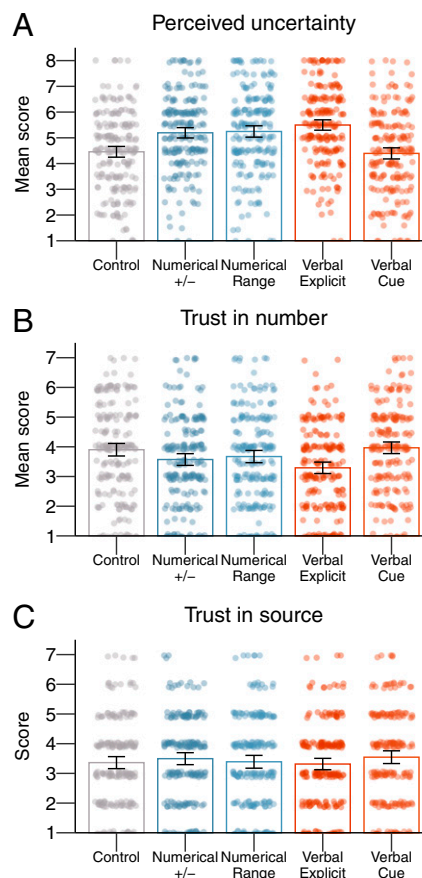 A
Perceived uncertainty
Mean score
8
7
6
5
4
3
2
1
Control
Numerical
+/−
Numerical
Range
Verbal
Explicit
Verbal
Cue
B
Trust in number
Mean score
7
6
5
4
3
2
1
Control
Numerical
+/−
Numerical
Range
Verbal
Explicit
Verbal
Cue
C
Trust in source
Score
7
6
5
4
3
2
1
Control
Numerical
+/−
Numerical
Range
Verbal
Explicit
Verbal
Cue